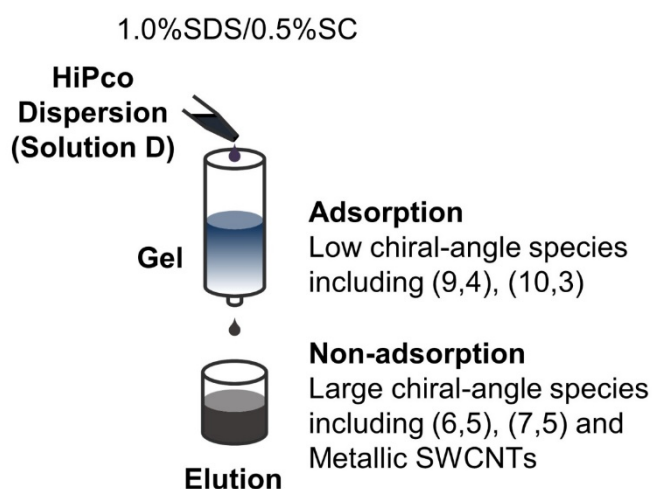 1.0%SDS/0.5%SC
HiPco
Dispersion
(Solution D)
Gel
Adsorption
Low chiral-angle species
including (9,4), (10,3)
Non-adsorption
Large chiral-angle species
including (6,5), (7,5) and
Metallic SWCNTs
Elution